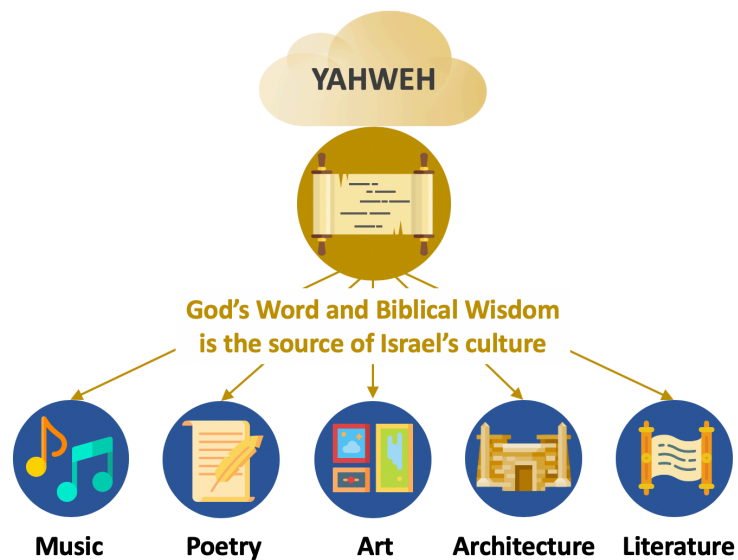 YAHWEH
God’s Word and Biblical Wisdom
is the source of Israel’s culture
Music
Poetry
Art
Architecture
Literature